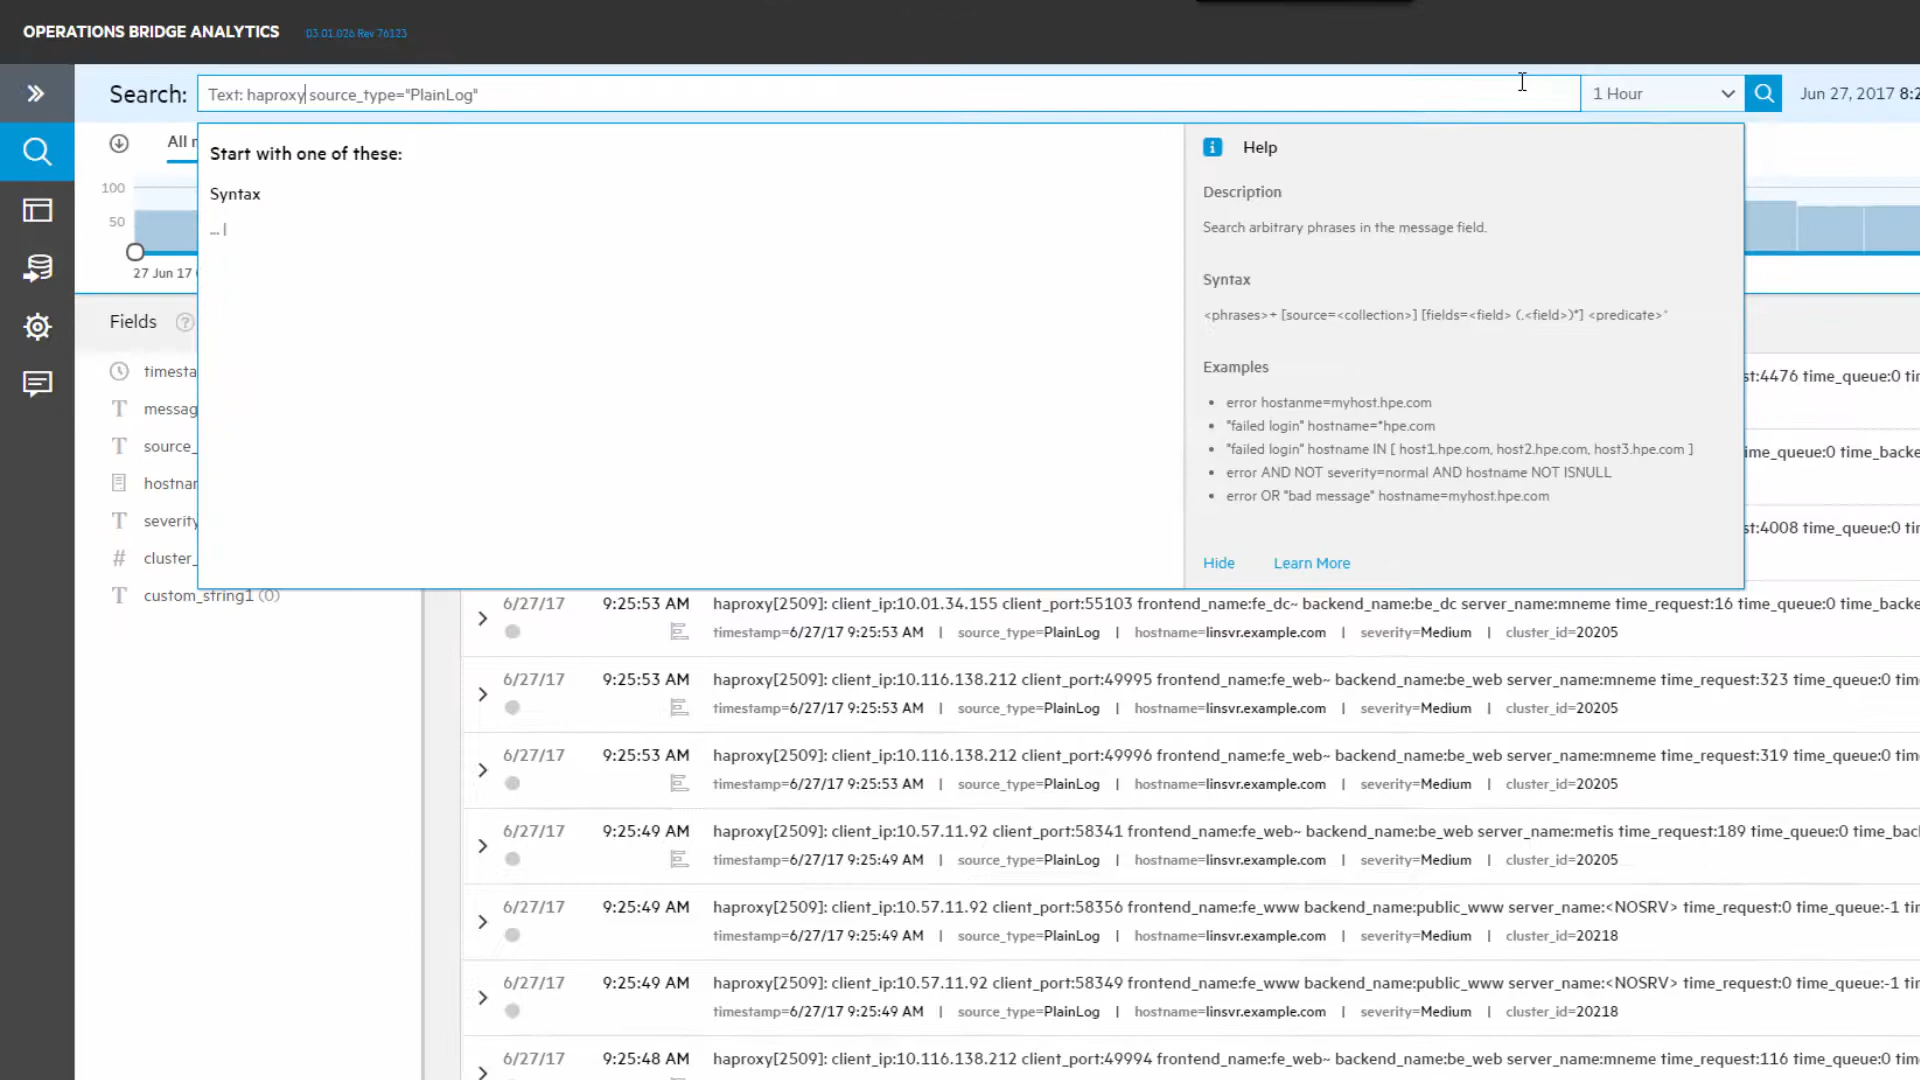 OPERATIONS BRIDGE ANALYTICS 03.01.026 Rev 76123
Search: Text: haproxy source_type="PlainLog" 1 Hour Jun 27, 2017 8:2
All
Start with one of these:
Syntax
... |
Help
Description
Search arbitrary phrases in the message field.
Syntax
<phrases>+ [source=<collection>] [fields=<field> (,<field>)*] <predicate>*
Examples
• error hostanme=myhost.hpe.com
• "failed login" hostname=*hpe.com
• "failed login" hostname IN [ host1.hpe.com, host2.hpe.com, host3.hpe.com ]
• error AND NOT severity=normal AND hostname NOT ISNULL
• error OR "bad message" hostname=myhost.hpe.com
Hide Learn More
100
50
27 Jun 17
Fields ?
timesta
messag
source_
hostnar
severity
cluster_
custom_string1 (0)
st:4476 time_queue:0 tir
ime_queue:0 time_backe
st:4008 time_queue:0 tir
6/27/17 9:25:53 AM haproxy[2509]: client_ip:10.01.34.155 client_port:55103 frontend_name:fe_dc~ backend_name:be_dc server_name:mneme time_request:16 time_queue:0 time_backe
timestamp=6/27/17 9:25:53 AM | source_type=PlainLog | hostname=linsvr.example.com | severity=Medium | cluster_id=20205
6/27/17 9:25:53 AM haproxy[2509]: client_ip:10.116.138.212 client_port:49995 frontend_name:fe_web~ backend_name:be_web server_name:mneme time_request:323 time_queue:0 tim
timestamp=6/27/17 9:25:53 AM | source_type=PlainLog | hostname=linsvr.example.com | severity=Medium | cluster_id=20205
6/27/17 9:25:53 AM haproxy[2509]: client_ip:10.116.138.212 client_port:49996 frontend_name:fe_web~ backend_name:be_web server_name:mneme time_request:319 time_queue:0 time
timestamp=6/27/17 9:25:53 AM | source_type=PlainLog | hostname=linsvr.example.com | severity=Medium | cluster_id=20205
6/27/17 9:25:49 AM haproxy[2509]: client_ip:10.57.11.92 client_port:58341 frontend_name:fe_web~ backend_name:be_web server_name:metis time_request:189 time_queue:0 time_bac
timestamp=6/27/17 9:25:49 AM | source_type=PlainLog | hostname=linsvr.example.com | severity=Medium | cluster_id=20205
6/27/17 9:25:49 AM haproxy[2509]: client_ip:10.57.11.92 client_port:58356 frontend_name:fe_www backend_name:public_www server_name:<NOSRV> time_request:0 time_queue:-1 tir
timestamp=6/27/17 9:25:49 AM | source_type=PlainLog | hostname=linsvr.example.com | severity=Medium | cluster_id=20218
6/27/17 9:25:49 AM haproxy[2509]: client_ip:10.57.11.92 client_port:58349 frontend_name:fe_www backend_name:public_www server_name:<NOSRV> time_request:0 time_queue:-1 tir
timestamp=6/27/17 9:25:49 AM | source_type=PlainLog | hostname=linsvr.example.com | severity=Medium | cluster_id=20218
6/27/17 9:25:48 AM haproxy[2509]: client_ip:10.116.138.212 client_port:49994 frontend_name:fe_web~ backend_name:be_web server_name:mneme time_request:116 time_queue:0 time